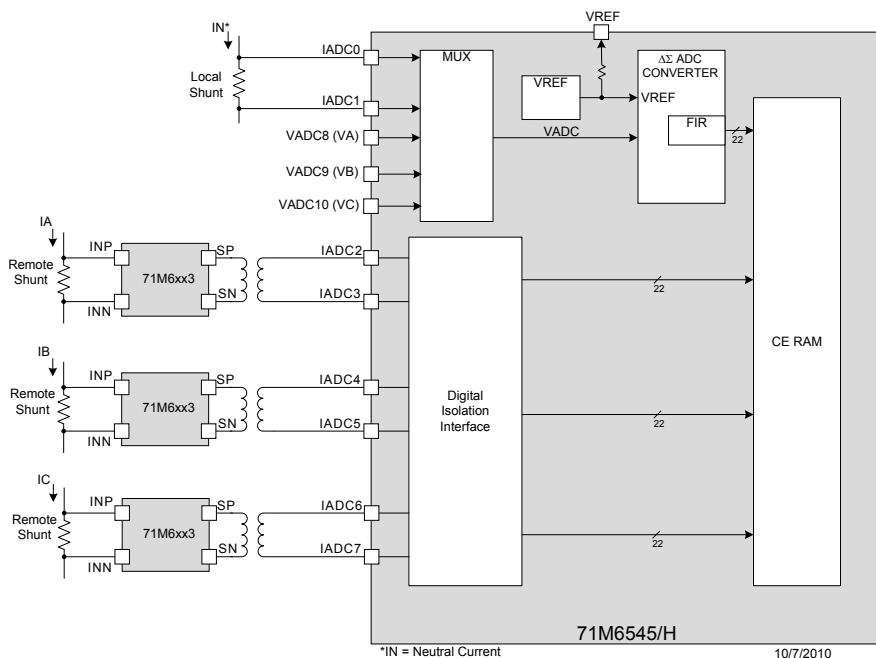 VREF
IN*
IADC0
MUX
ΔΣ ADC
CONVERTER
Local
Shunt
VREF
VREF
IADC1
FIR
VADC8 (VA)
VADC
22
VADC9 (VB)
VADC10 (VC)
IA
INP
SP
IADC2
Remote
Shunt
71M6xx3
22
INN
SN
IADC3
CE RAM
IB
INP
SP
IADC4
Remote
Shunt
71M6xx3
Digital
Isolation
Interface
INN
SN
IADC5
22
IC
INP
SP
IADC6
Remote
Shunt
71M6xx3
22
INN
SN
IADC7
71M6545/H
*IN = Neutral Current
10/7/2010